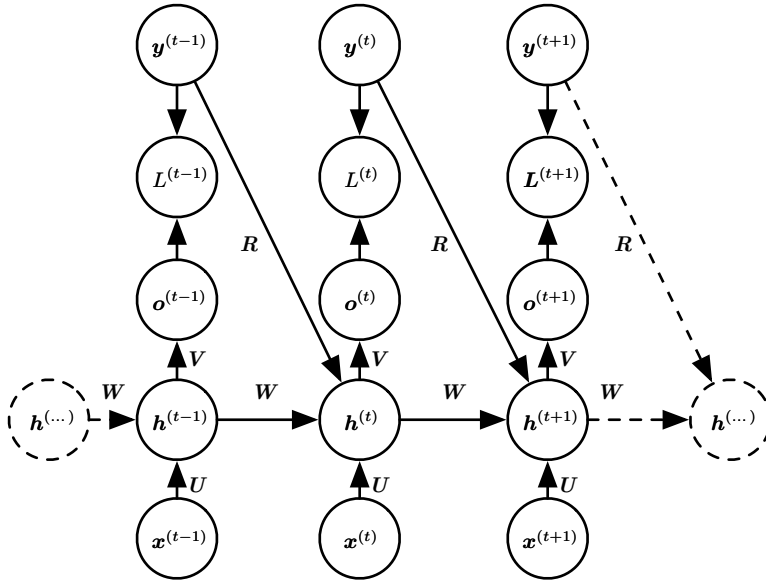 y^(t−1) y^(t) y^(t+1)
L^(t−1) L^(t) L^(t+1)
R R R
o^(t−1) o^(t) o^(t+1)
V V V
W W W W
h^(...) h^(t−1) h^(t) h^(t+1) h^(...)
U U U
x^(t−1) x^(t) x^(t+1)